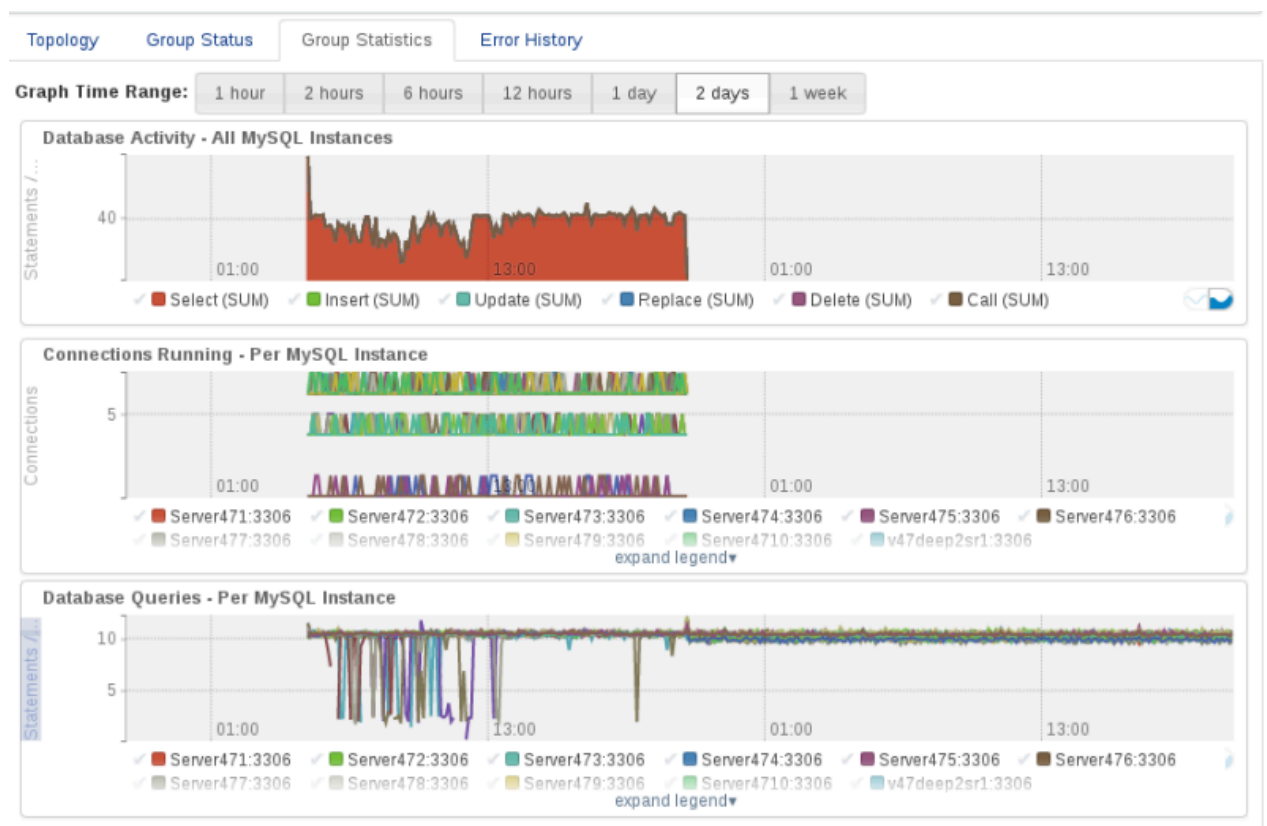 Topology Group Status Group Statistics Error History
Graph Time Range: 1 hour 2 hours 6 hours 12 hours 1 day 2 days 1 week
Database Activity - All MySQL Instances
Statements /...
40
01:00 13:00 01:00 13:00
Select (SUM) Insert (SUM) Update (SUM) Replace (SUM) Delete (SUM) Call (SUM)
Connections Running - Per MySQL Instance
Connections
5
01:00 13:00 01:00 13:00
Server471:3306 Server472:3306 Server473:3306 Server474:3306 Server475:3306 Server476:3306
Server477:3306 Server478:3306 Server479:3306 Server4710:3306 v47deep2sr1:3306
expand legend▾
Database Queries - Per MySQL Instance
Statements /...
10
5
01:00 13:00 01:00 13:00
Server471:3306 Server472:3306 Server473:3306 Server474:3306 Server475:3306 Server476:3306
Server477:3306 Server478:3306 Server479:3306 Server4710:3306 v47deep2sr1:3306
expand legend▾